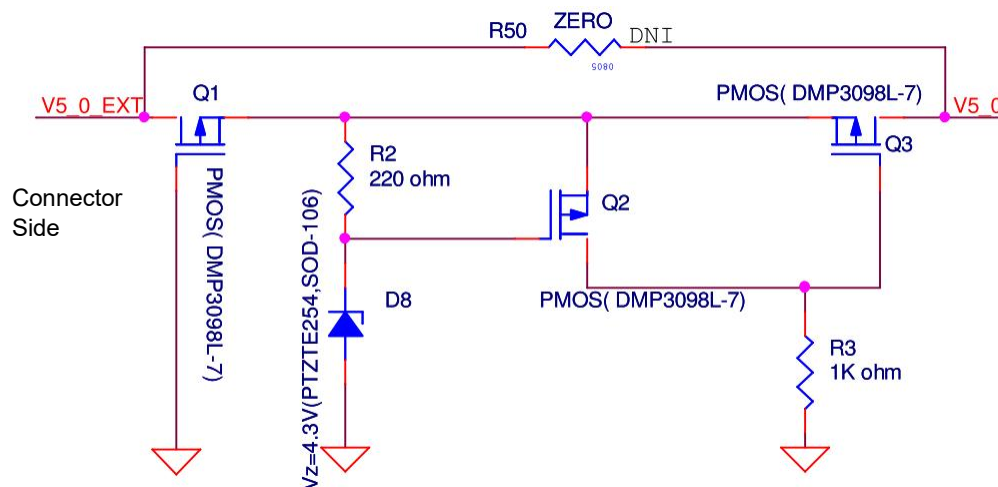 ZERO
R50
DNI
0805
V5_0_EXT
Q1
PMOS( DMP3098L-7)
V5_0
R2
220 ohm
Q3
Connector
Side
PMOS( DMP3098L-7)
Vz=4.3V(PTZTE254,SOD-106)
Q2
D8
PMOS( DMP3098L-7)
R3
1K ohm